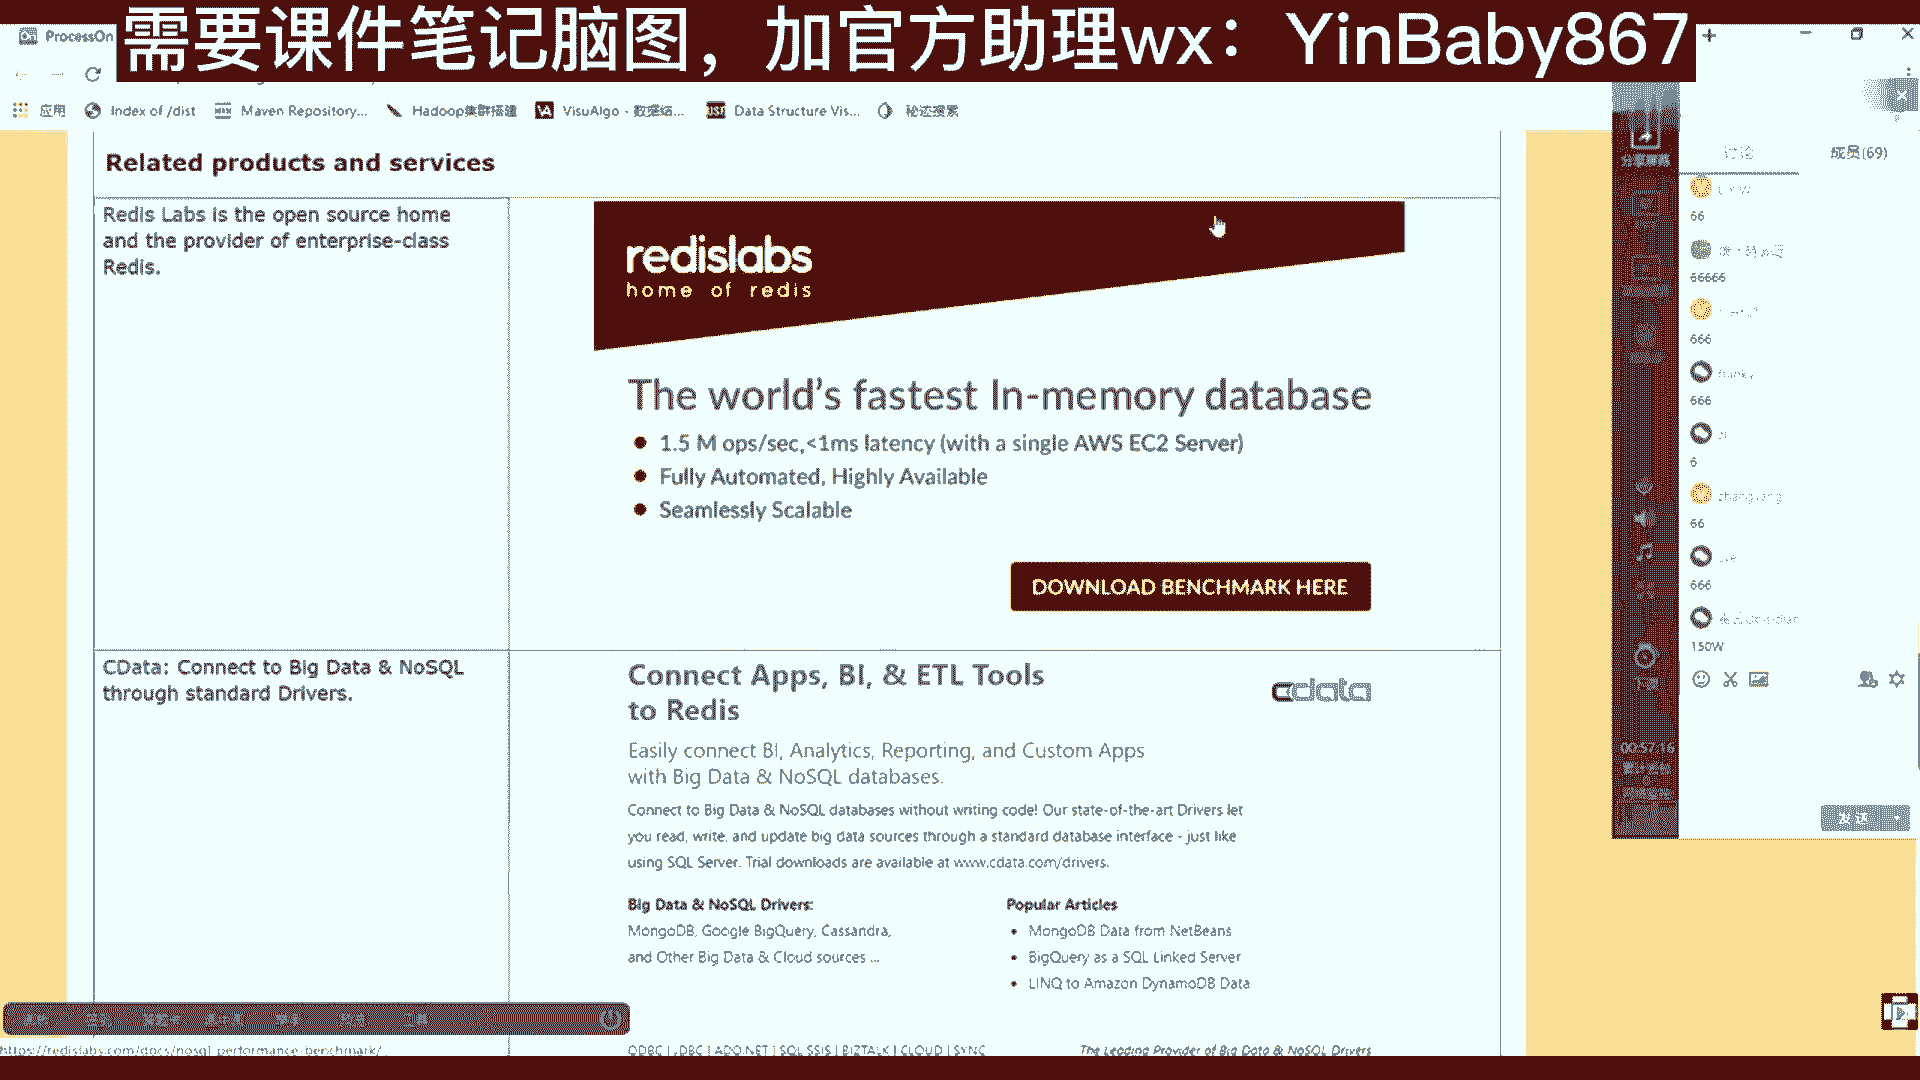 需要课件笔记脑图，加官方助理wx：YinBaby867
ProcessOn
应用
Index of /dist
Maven Repository...
Hadoop集群搭建
VisuAlgo - 数据结...
Data Structure Vis...
秘迹搜索
Related products and services
Redis Labs is the open source home
and the provider of enterprise-class
Redis.
redislabs
home of redis
The world's fastest In-memory database
1.5 M ops/sec,<1ms latency (with a single AWS EC2 Server)
Fully Automated, Highly Available
Seamlessly Scalable
DOWNLOAD BENCHMARK HERE
CData: Connect to Big Data & NoSQL
through standard Drivers.
Connect Apps, BI, & ETL Tools
to Redis
cdata
Easily connect BI, Analytics, Reporting, and Custom Apps
with Big Data & NoSQL databases.
Connect to Big Data & NoSQL databases without writing code! Our state-of-the-art Drivers let
you read, write, and update big data sources through a standard database interface - just like
using SQL Server. Trial downloads are available at www.cdata.com/drivers.
Big Data & NoSQL Drivers:
MongoDB, Google BigQuery, Cassandra,
and Other Big Data & Cloud sources ...
Popular Articles
MongoDB Data from NetBeans
BigQuery as a SQL Linked Server
LINQ to Amazon DynamoDB Data
ODBC | JDBC | ADO.NET | SQL SSIS | BIZTALK | CLOUD | SYNC
The Leading Provider of Big Data & NoSQL Drivers
https://redislabs.com/docs/nosql-performance-benchmark/
分享屏幕
00:57:16
讨论
成员(69)
66
66666
666
666
6
zhangyang
66
666
150W
发送